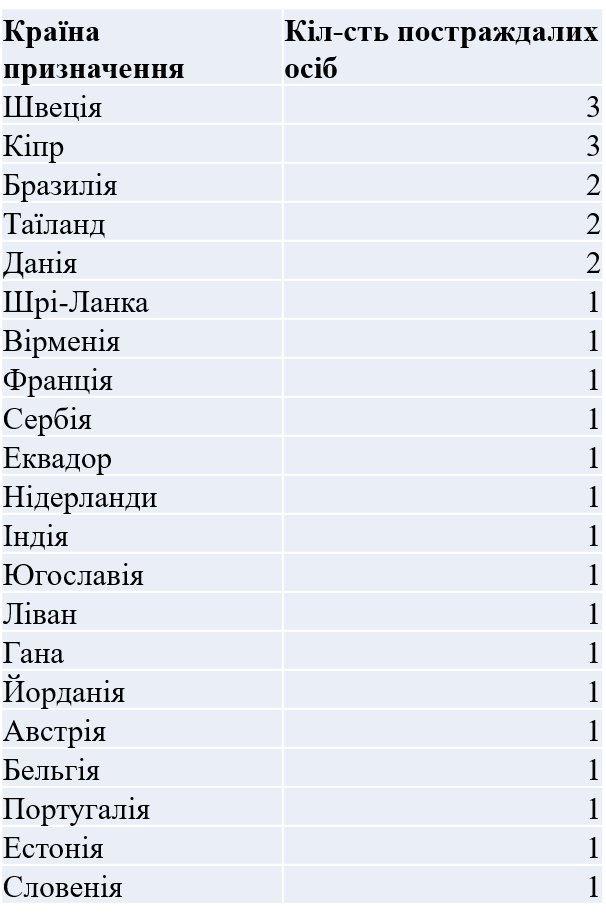 Країна призначення Кіл-сть постраждалих осіб
Швеція 3
Кіпр 3
Бразилія 2
Таїланд 2
Данія 2
Шрі-Ланка 1
Вірменія 1
Франція 1
Сербія 1
Еквадор 1
Нідерланди 1
Індія 1
Югославія 1
Ліван 1
Гана 1
Йорданія 1
Австрія 1
Бельгія 1
Португалія 1
Естонія 1
Словенія 1